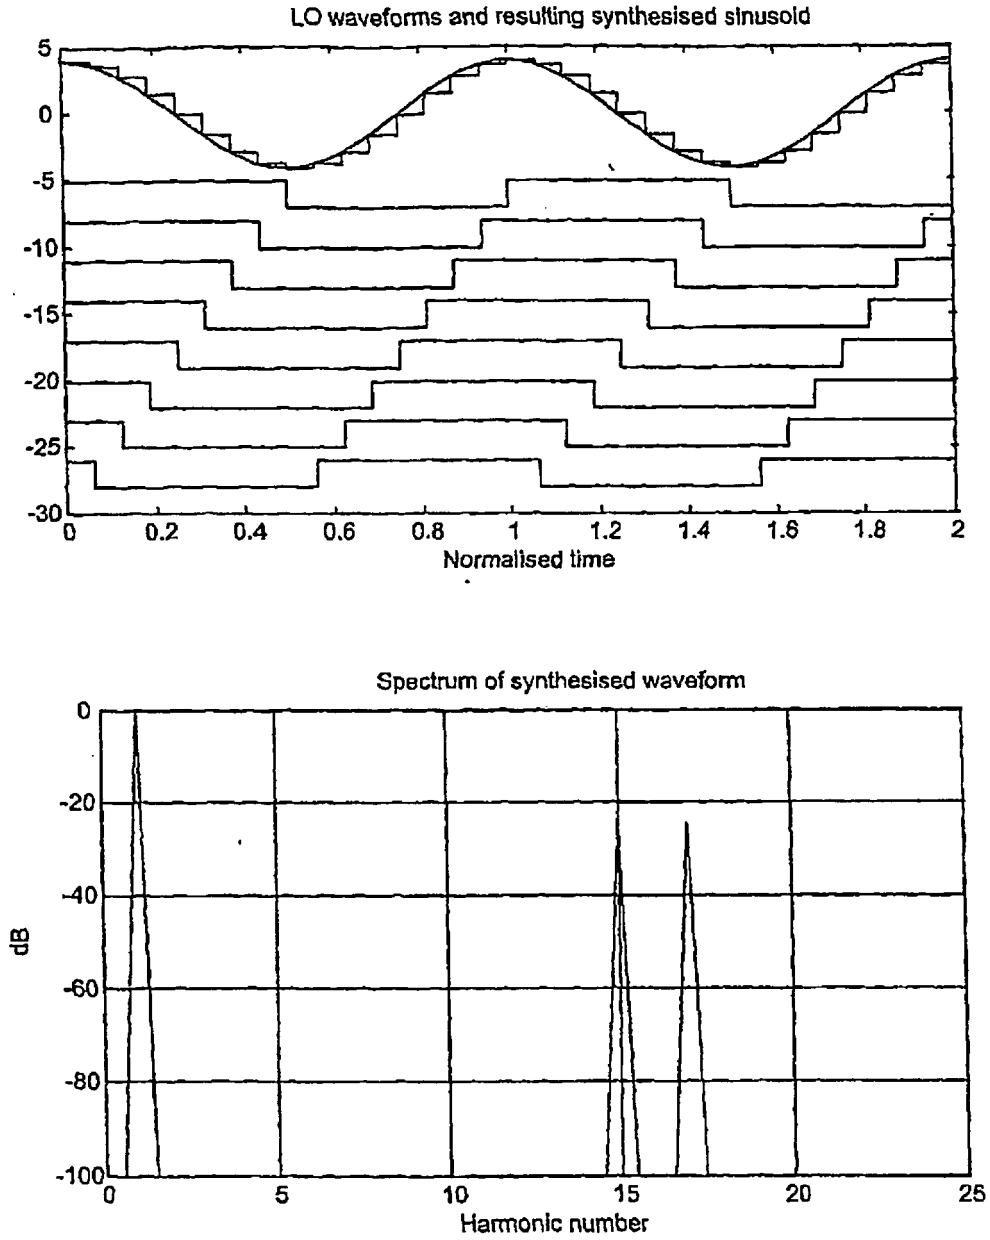 LO waveforms and resulting synthesised sinusoid
5
0
-5
-10
-15
-20
-25
-30
0 0.2 0.4 0.6 0.8 1 1.2 1.4 1.6 1.8 2
Normalised time
Spectrum of synthesised waveform
0
-20
-40
-60
-80
-100
dB
0 5 10 15 20 25
Harmonic number